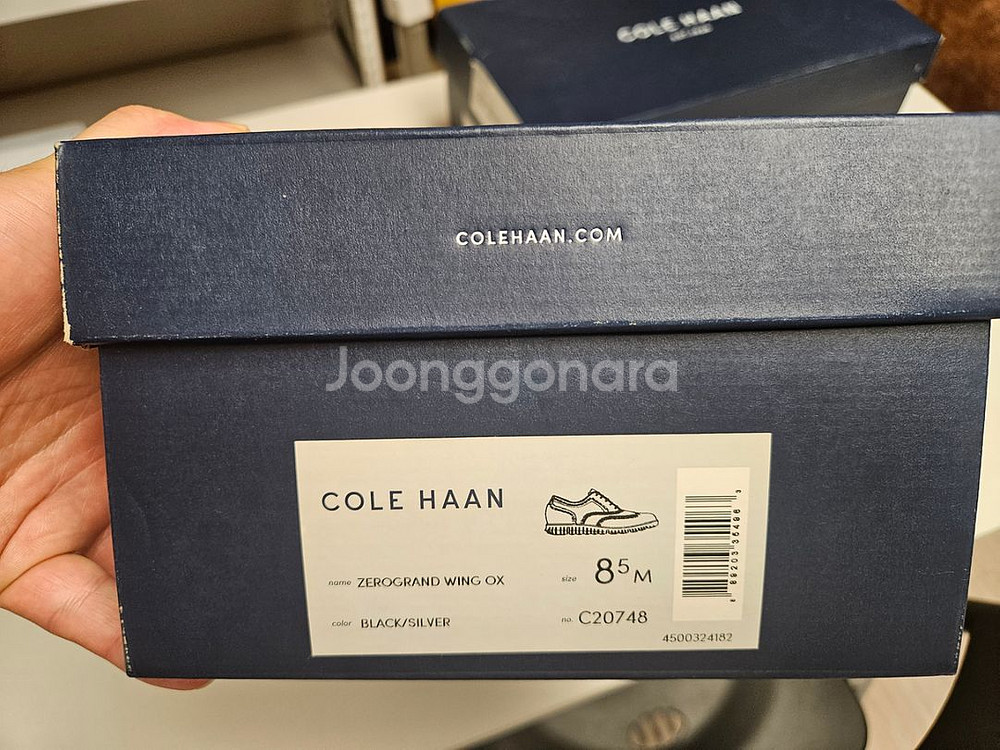 COLE HAAN
COLEHAAN.COM
Joonggonara
COLE HAAN
name ZEROGRAND WING OX
size 8⁵ M
color BLACK/SILVER
no. C20748
4500324182